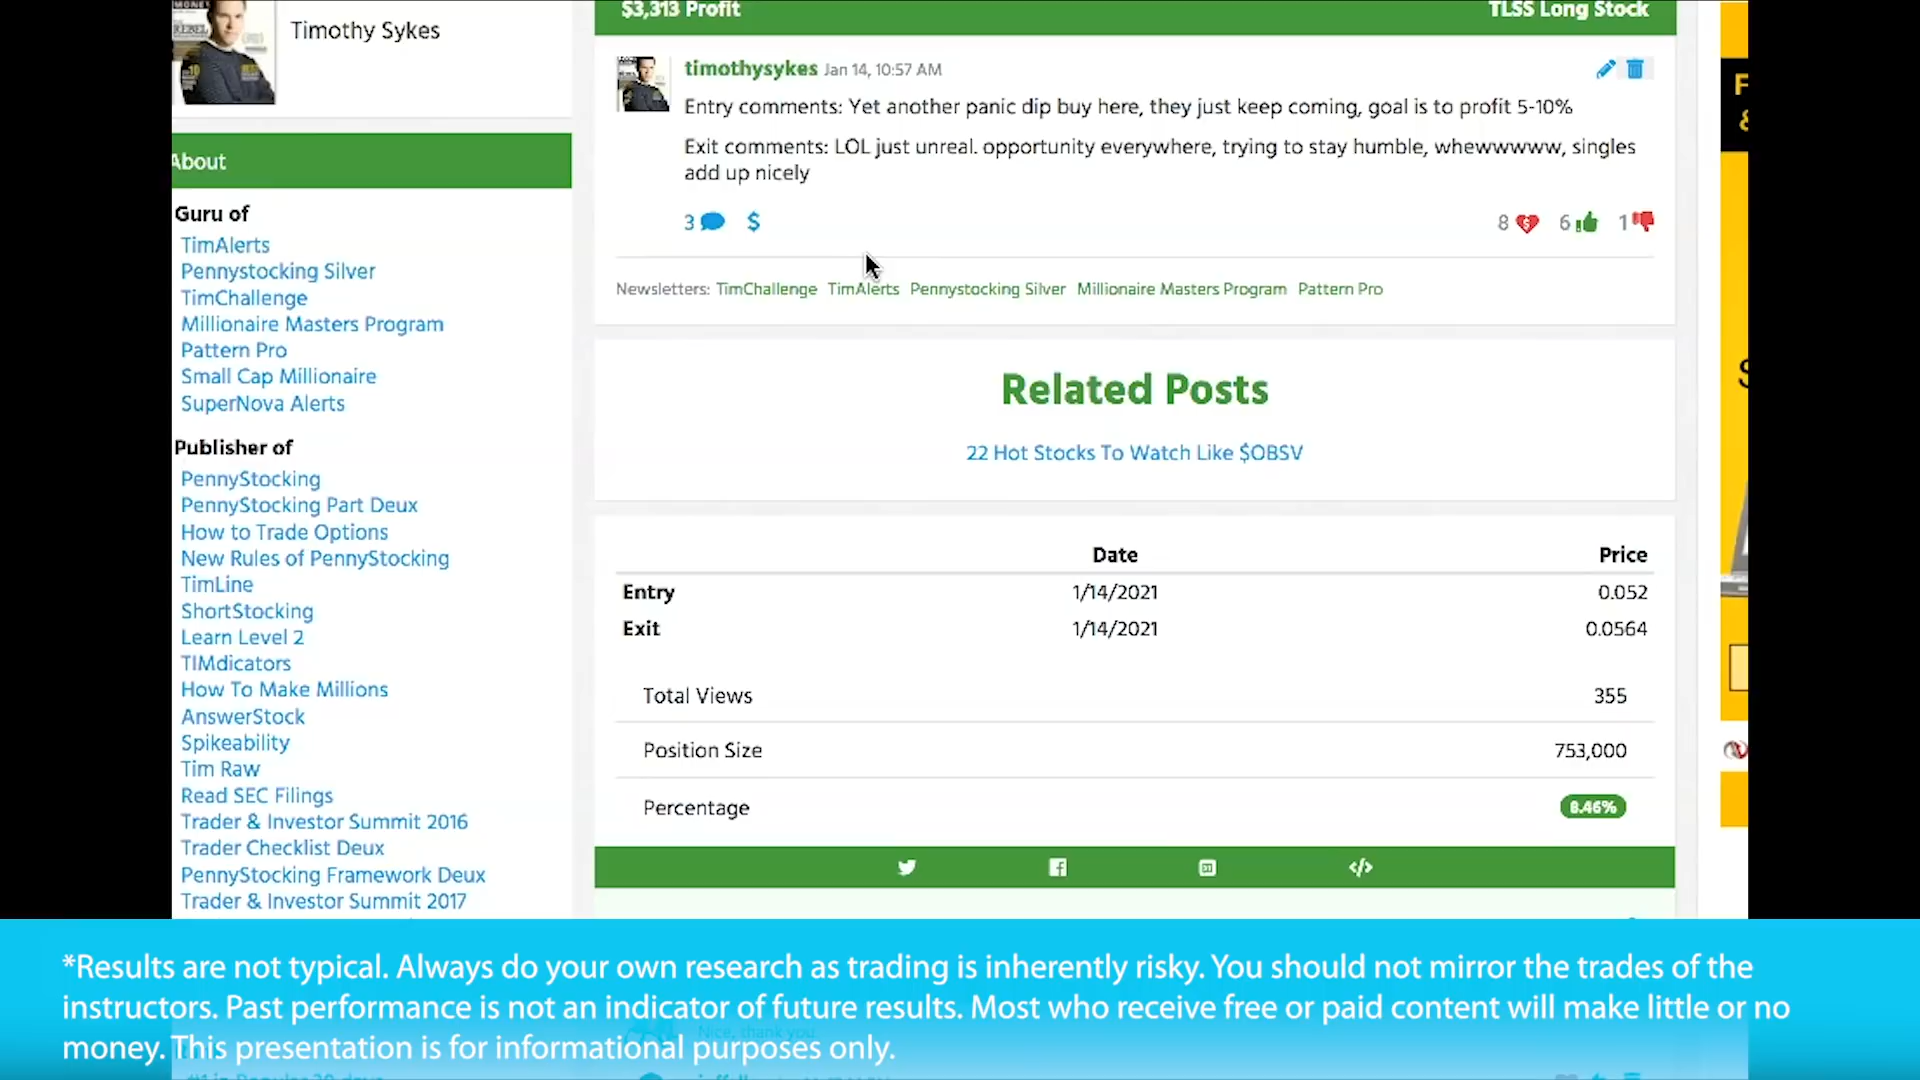 Timothy Sykes
About
Guru of
TimAlerts
Pennystocking Silver
TimChallenge
Millionaire Masters Program
Pattern Pro
Small Cap Millionaire
SuperNova Alerts
Publisher of
PennyStocking
PennyStocking Part Deux
How to Trade Options
New Rules of PennyStocking
TimLine
ShortStocking
Learn Level 2
TIMdicators
How To Make Millions
AnswerStock
Spikeability
Tim Raw
Read SEC Filings
Trader & Investor Summit 2016
Trader Checklist Deux
PennyStocking Framework Deux
Trader & Investor Summit 2017
$3,313 Profit TLSS Long Stock
timothysykes Jan 14, 10:57 AM
Entry comments: Yet another panic dip buy here, they just keep coming, goal is to profit 5-10%
Exit comments: LOL just unreal. opportunity everywhere, trying to stay humble, whewwwww, singles
add up nicely
3 $ 8 6 1
Newsletters: TimChallenge TimAlerts Pennystocking Silver Millionaire Masters Program Pattern Pro
Related Posts
22 Hot Stocks To Watch Like $OBSV
Date Price
Entry 1/14/2021 0.052
Exit 1/14/2021 0.0564
Total Views 355
Position Size 753,000
Percentage 8.46%
Nice, thank you
*Results are not typical. Always do your own research as trading is inherently risky. You should not mirror the trades of the
instructors. Past performance is not an indicator of future results. Most who receive free or paid content will make little or no
money. This presentation is for informational purposes only.